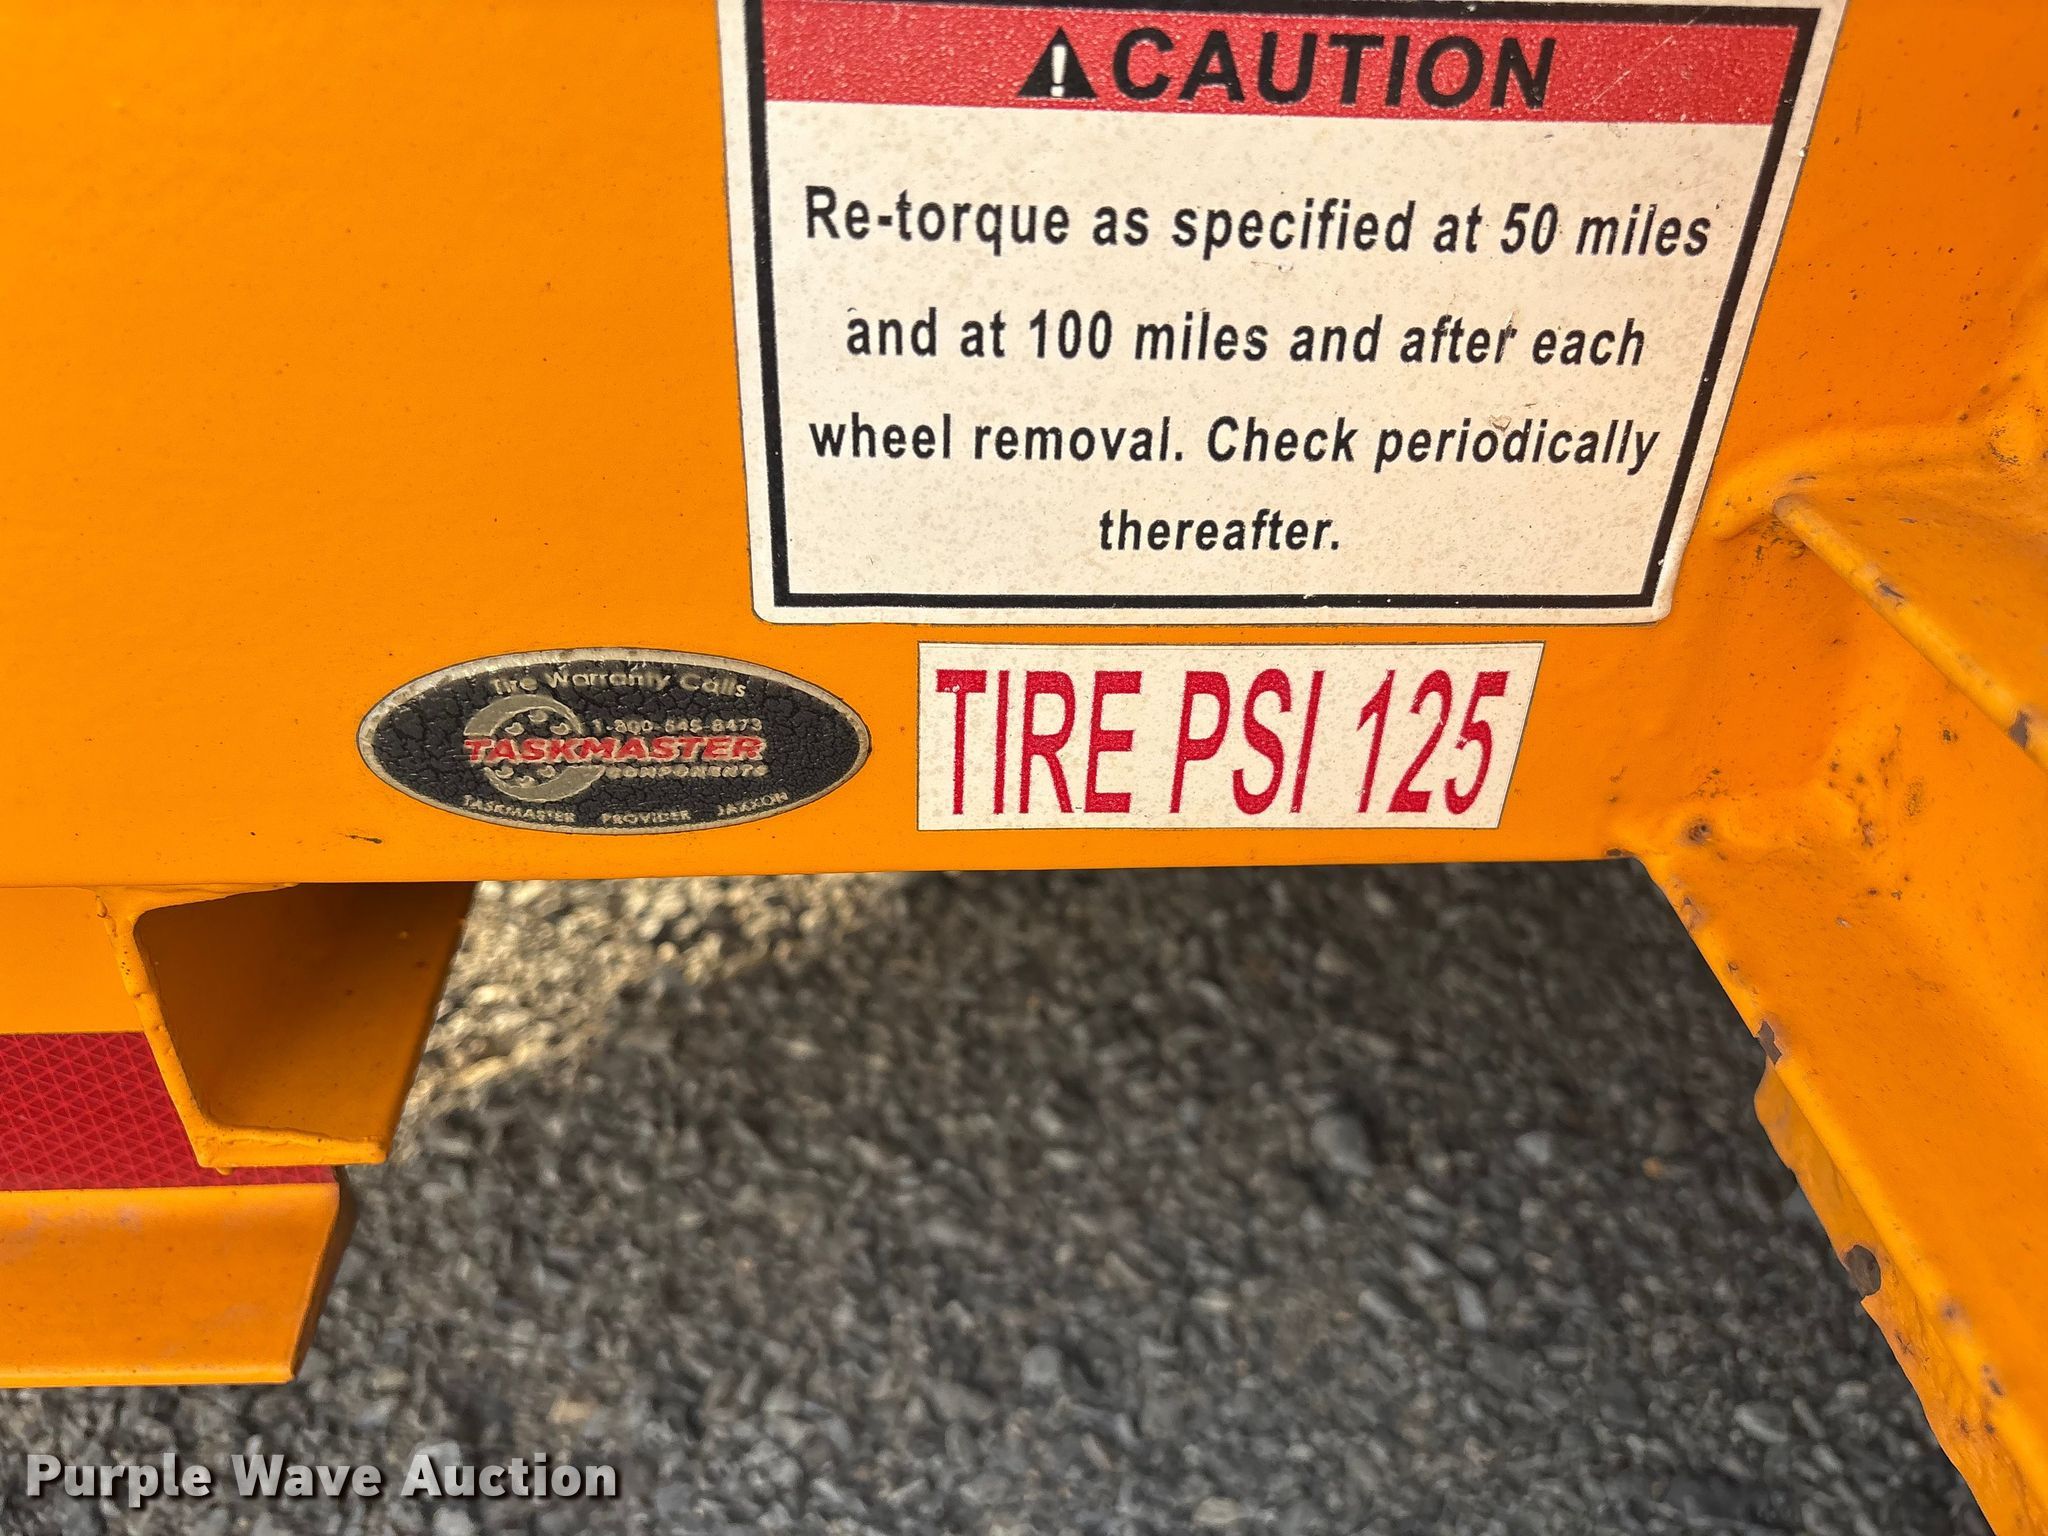 CAUTION
Re-torque as specified at 50 miles
and at 100 miles and after each
wheel removal. Check periodically
thereafter.
Tire Warranty Calls
1-800-545-8473
TASKMASTER
COMPONENTS
TASKMASTER PROVIDER JAXXON
TIRE PSI 125
Purple Wave Auction